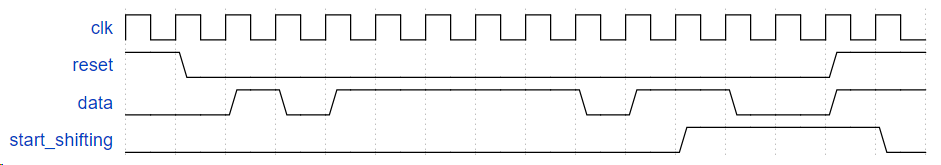 clk
reset
data
start_shifting